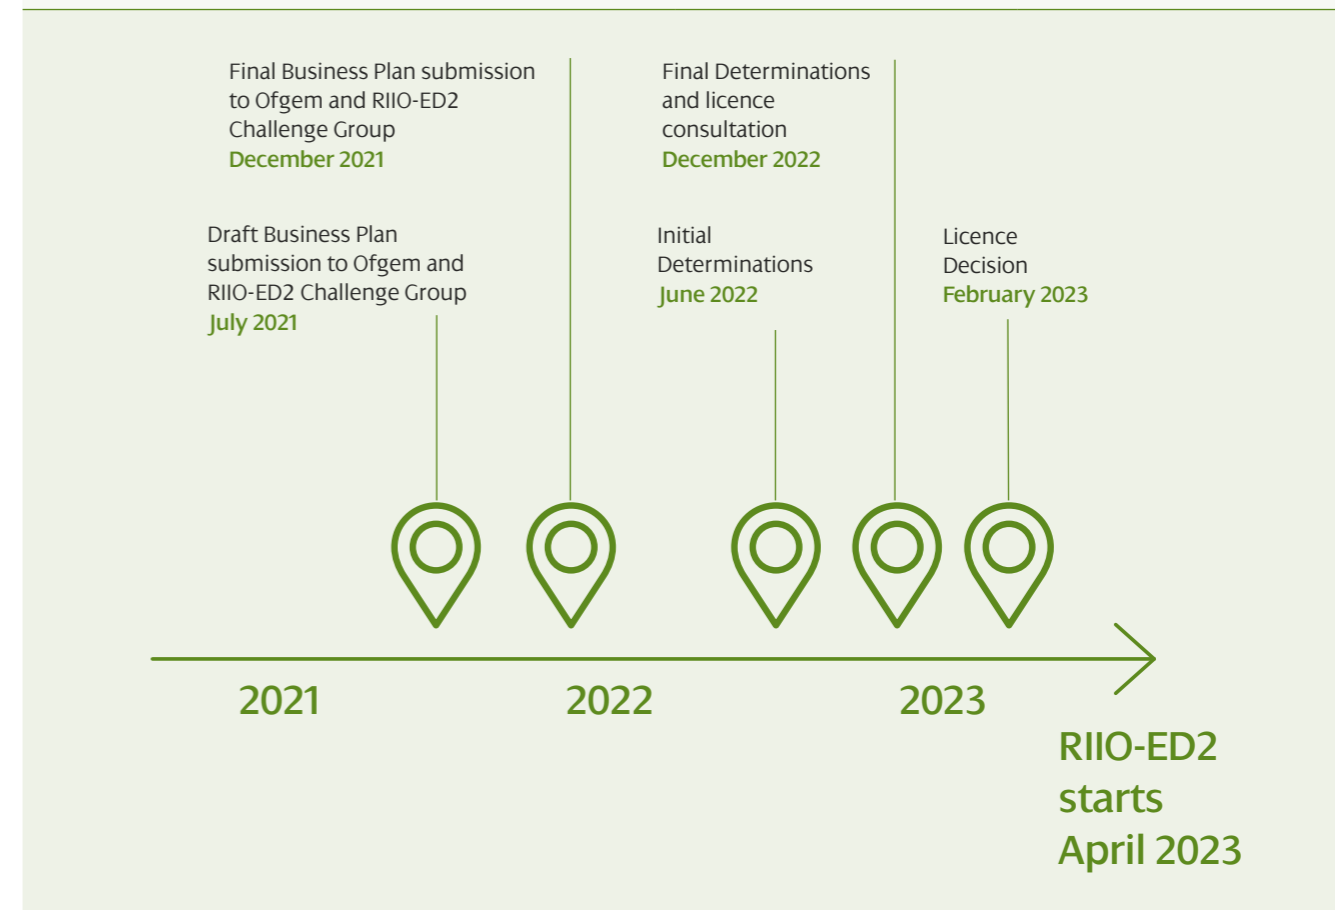 Final Business Plan submission
to Ofgem and RIIO-ED2
Challenge Group
December 2021
Final Determinations
and licence
consultation
December 2022
Draft Business Plan
submission to Ofgem and
RIIO-ED2 Challenge Group
July 2021
Initial
Determinations
June 2022
Licence
Decision
February 2023
2021
2022
2023
RIIO-ED2
starts
April 2023